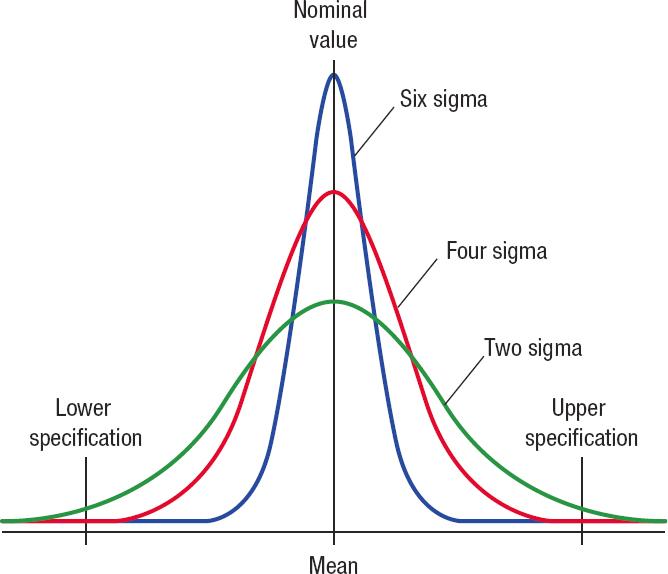 Nominal
value
Six sigma
Four sigma
Two sigma
Lower
specification
Upper
specification
Mean